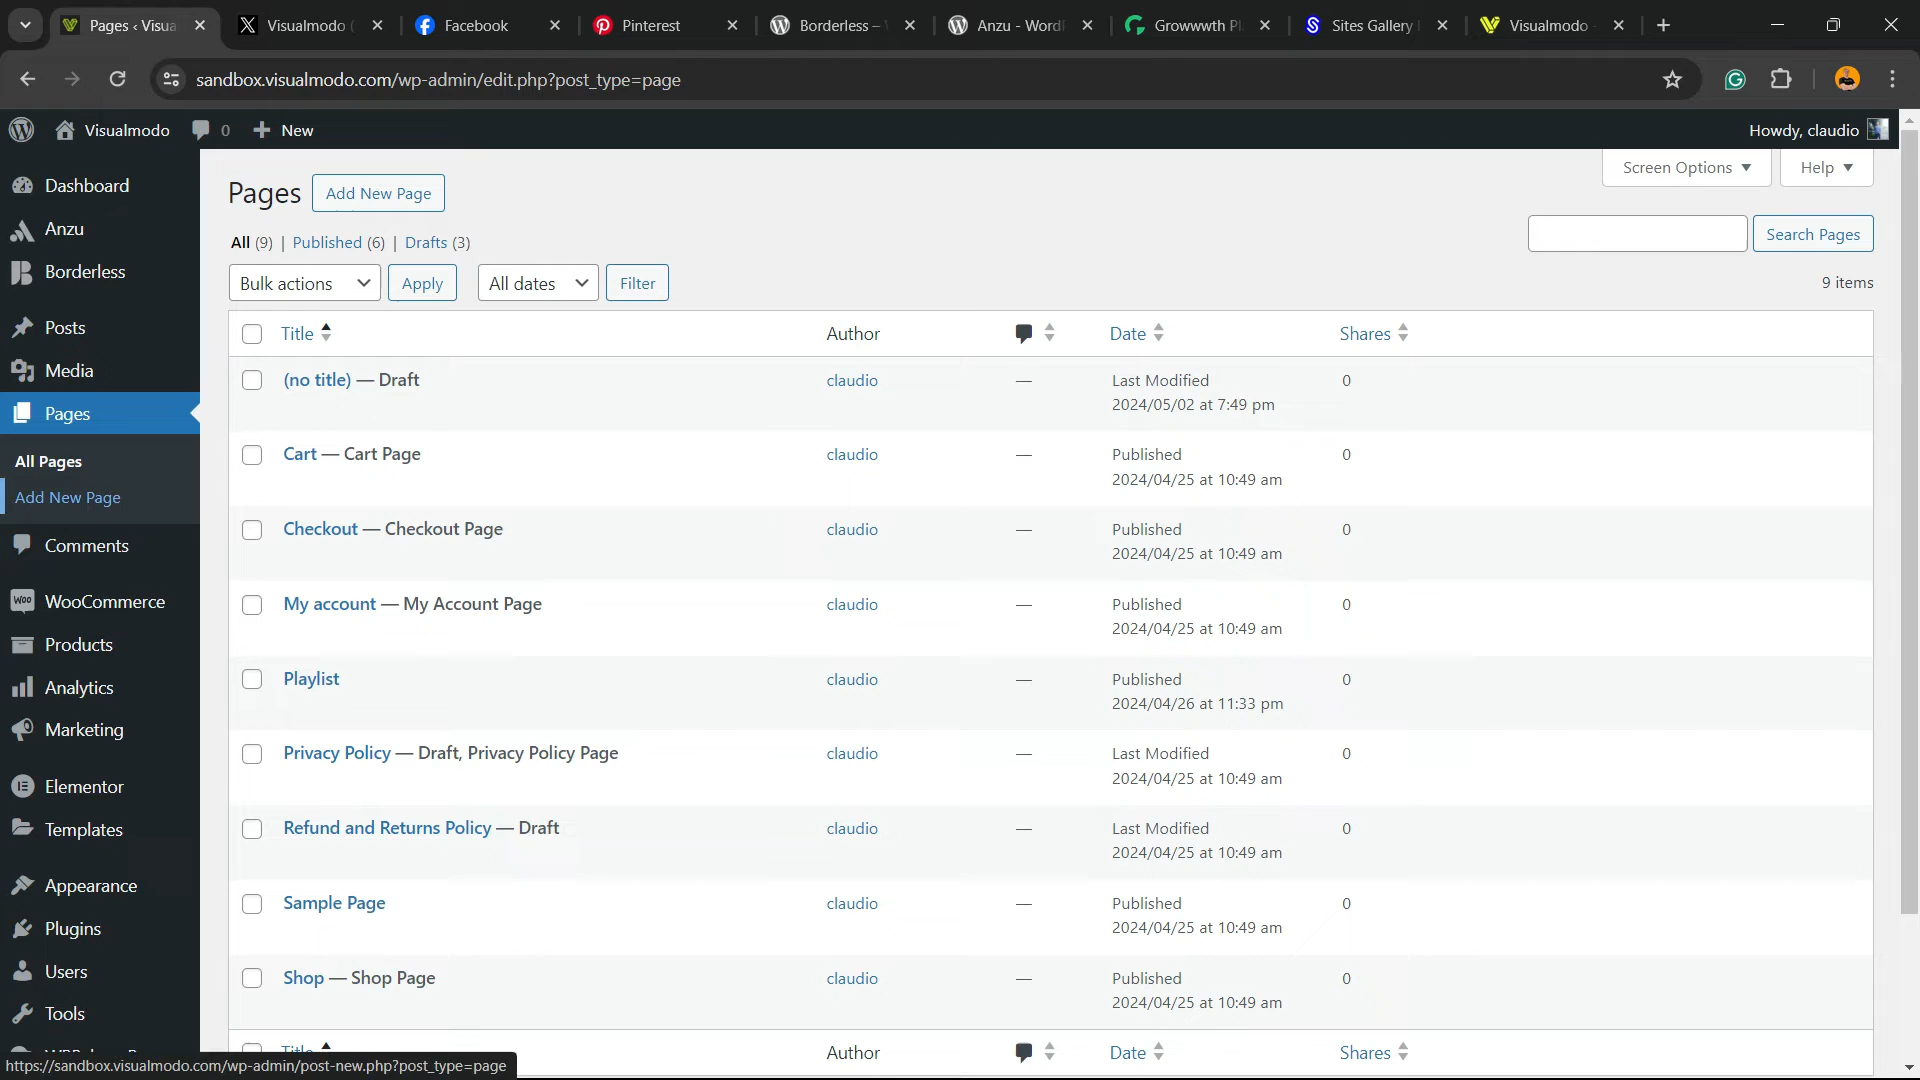 Pages ‹ Visua
Visualmodo (
Facebook
Pinterest
Borderless – V
Anzu - WordP
Growwwth Pl
Sites Gallery
Visualmodo -
sandbox.visualmodo.com/wp-admin/edit.php?post_type=page
Visualmodo
0
New
Howdy, claudio
Dashboard
Anzu
Borderless
Posts
Media
Pages
All Pages
Add New Page
Comments
Woo
WooCommerce
Products
Analytics
Marketing
Elementor
Templates
Appearance
Plugins
Users
Tools
Screen Options
Help
Pages
Add New Page
All (9) | Published (6) | Drafts (3)
Search Pages
Bulk actions
Apply
All dates
Filter
9 items
Title
Author
Date
Shares
(no title) — Draft
claudio
—
Last Modified
2024/05/02 at 7:49 pm
0
Cart — Cart Page
claudio
—
Published
2024/04/25 at 10:49 am
0
Checkout — Checkout Page
claudio
—
Published
2024/04/25 at 10:49 am
0
My account — My Account Page
claudio
—
Published
2024/04/25 at 10:49 am
0
Playlist
claudio
—
Published
2024/04/26 at 11:33 pm
0
Privacy Policy — Draft, Privacy Policy Page
claudio
—
Last Modified
2024/04/25 at 10:49 am
0
Refund and Returns Policy — Draft
claudio
—
Last Modified
2024/04/25 at 10:49 am
0
Sample Page
claudio
—
Published
2024/04/25 at 10:49 am
0
Shop — Shop Page
claudio
—
Published
2024/04/25 at 10:49 am
0
Title
Author
Date
Shares
https://sandbox.visualmodo.com/wp-admin/post-new.php?post_type=page